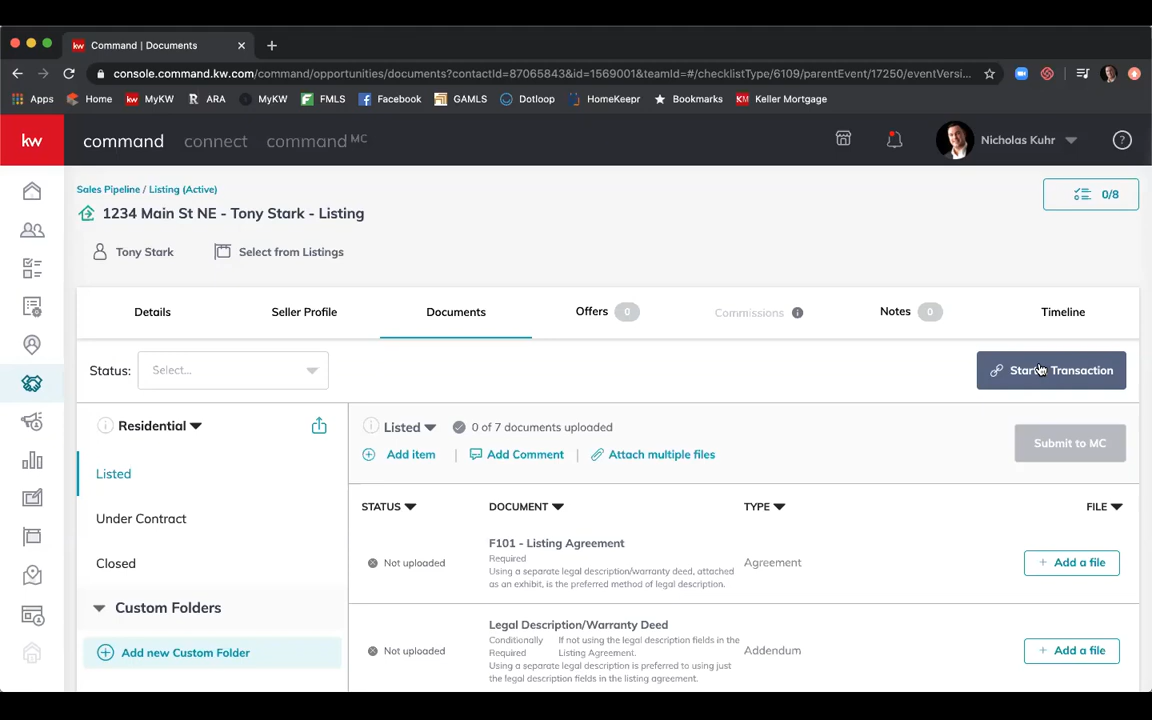 kw Command | Documents
console.command.kw.com/command/opportunities/documents?contactId=87065843&id=1569001&teamId=#/checklistType/6109/parentEvent/17250/eventVersi...
Apps Home kw MyKW R ARA MyKW FMLS Facebook GAMLS Dotloop HomeKeepr Bookmarks KM Keller Mortgage
kw command connect command MC Nicholas Kuhr ?
Sales Pipeline / Listing (Active)
1234 Main St NE - Tony Stark - Listing
0/8
Tony Stark Select from Listings
Details Seller Profile Documents Offers 0 Commissions i Notes 0 Timeline
Status: Select... Start Transaction
Residential Listed 0 of 7 documents uploaded
Add item | Add Comment | Attach multiple files
Submit to MC
Listed
Under Contract
Closed
Custom Folders
Add new Custom Folder
STATUS DOCUMENT TYPE FILE
Not uploaded
F101 - Listing Agreement
Required
Using a separate legal description/warranty deed, attached
as an exhibit, is the preferred method of legal description.
Agreement
+ Add a file
Not uploaded
Legal Description/Warranty Deed
Conditionally If not using the legal description fields in the
Required Listing Agreement.
Using a separate legal description is preferred to using just
the legal description fields in the listing agreement.
Addendum
+ Add a file